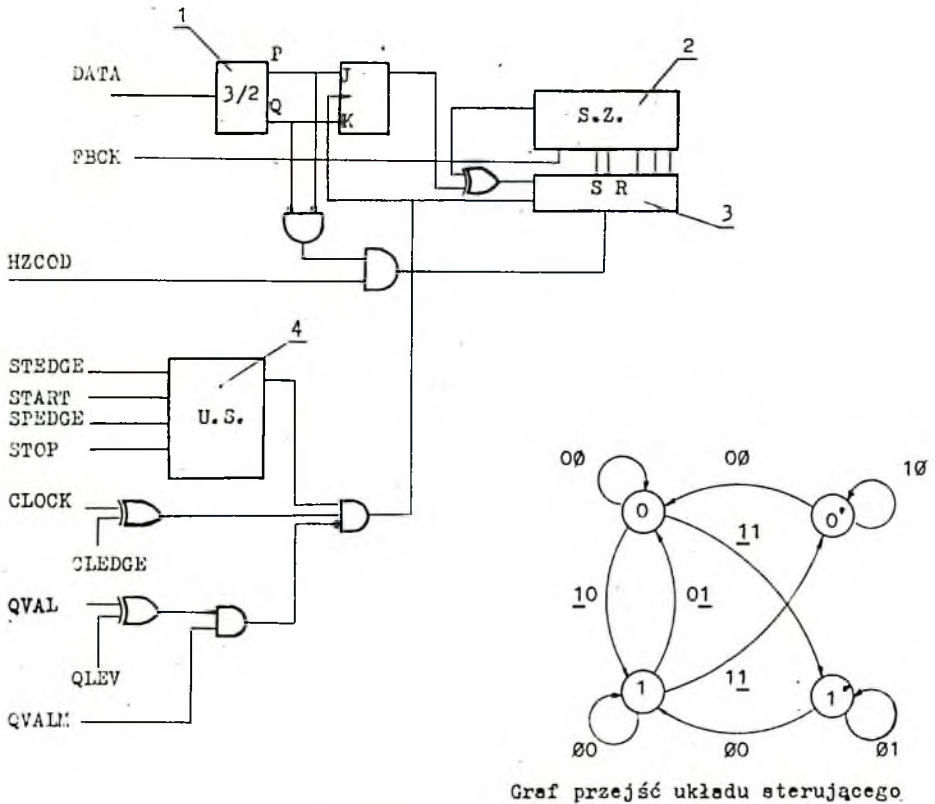 1
P
DATA
3/2
J
2
S.Z.
Q
K
FBCK
S R
3
HZCOD
4
STEDGE
START
SPEDGE
STOP
U.S.
CLOCK
CLEDGE
QVAL
QLEV
QVALM
0Ø
0Ø
1Ø
0
0'
11
10
01
1
11
1'
Ø0
Ø0
Ø1
Graf przejść układu sterującego